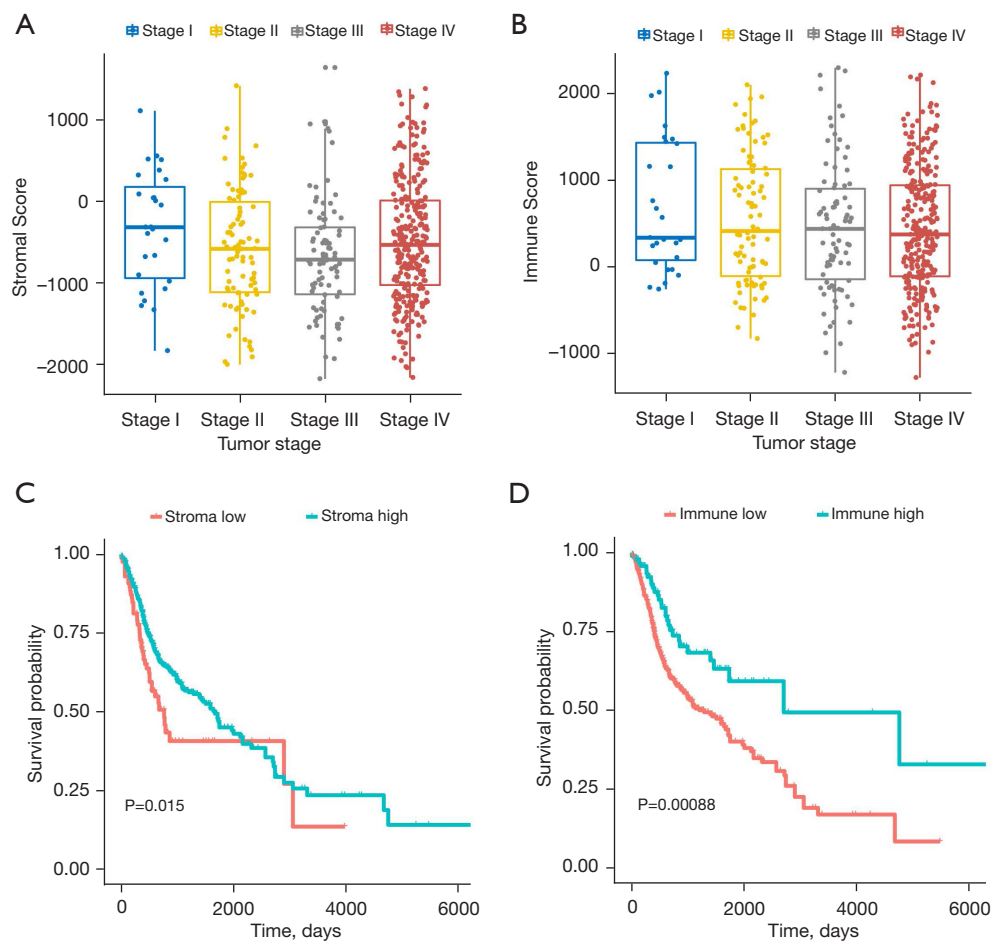 A
Stage I Stage II Stage III Stage IV
Stromal Score
1000
0
−1000
−2000
Stage I Stage II Stage III Stage IV
Tumor stage
B
Stage I Stage II Stage III Stage IV
Immune Score
2000
1000
0
−1000
Stage I Stage II Stage III Stage IV
Tumor stage
C
Stroma low Stroma high
Survival probability
1.00
0.75
0.50
0.25
0.00
P=0.015
0 2000 4000 6000
Time, days
D
Immune low Immune high
Survival probability
1.00
0.75
0.50
0.25
0.00
P=0.00088
0 2000 4000 6000
Time, days